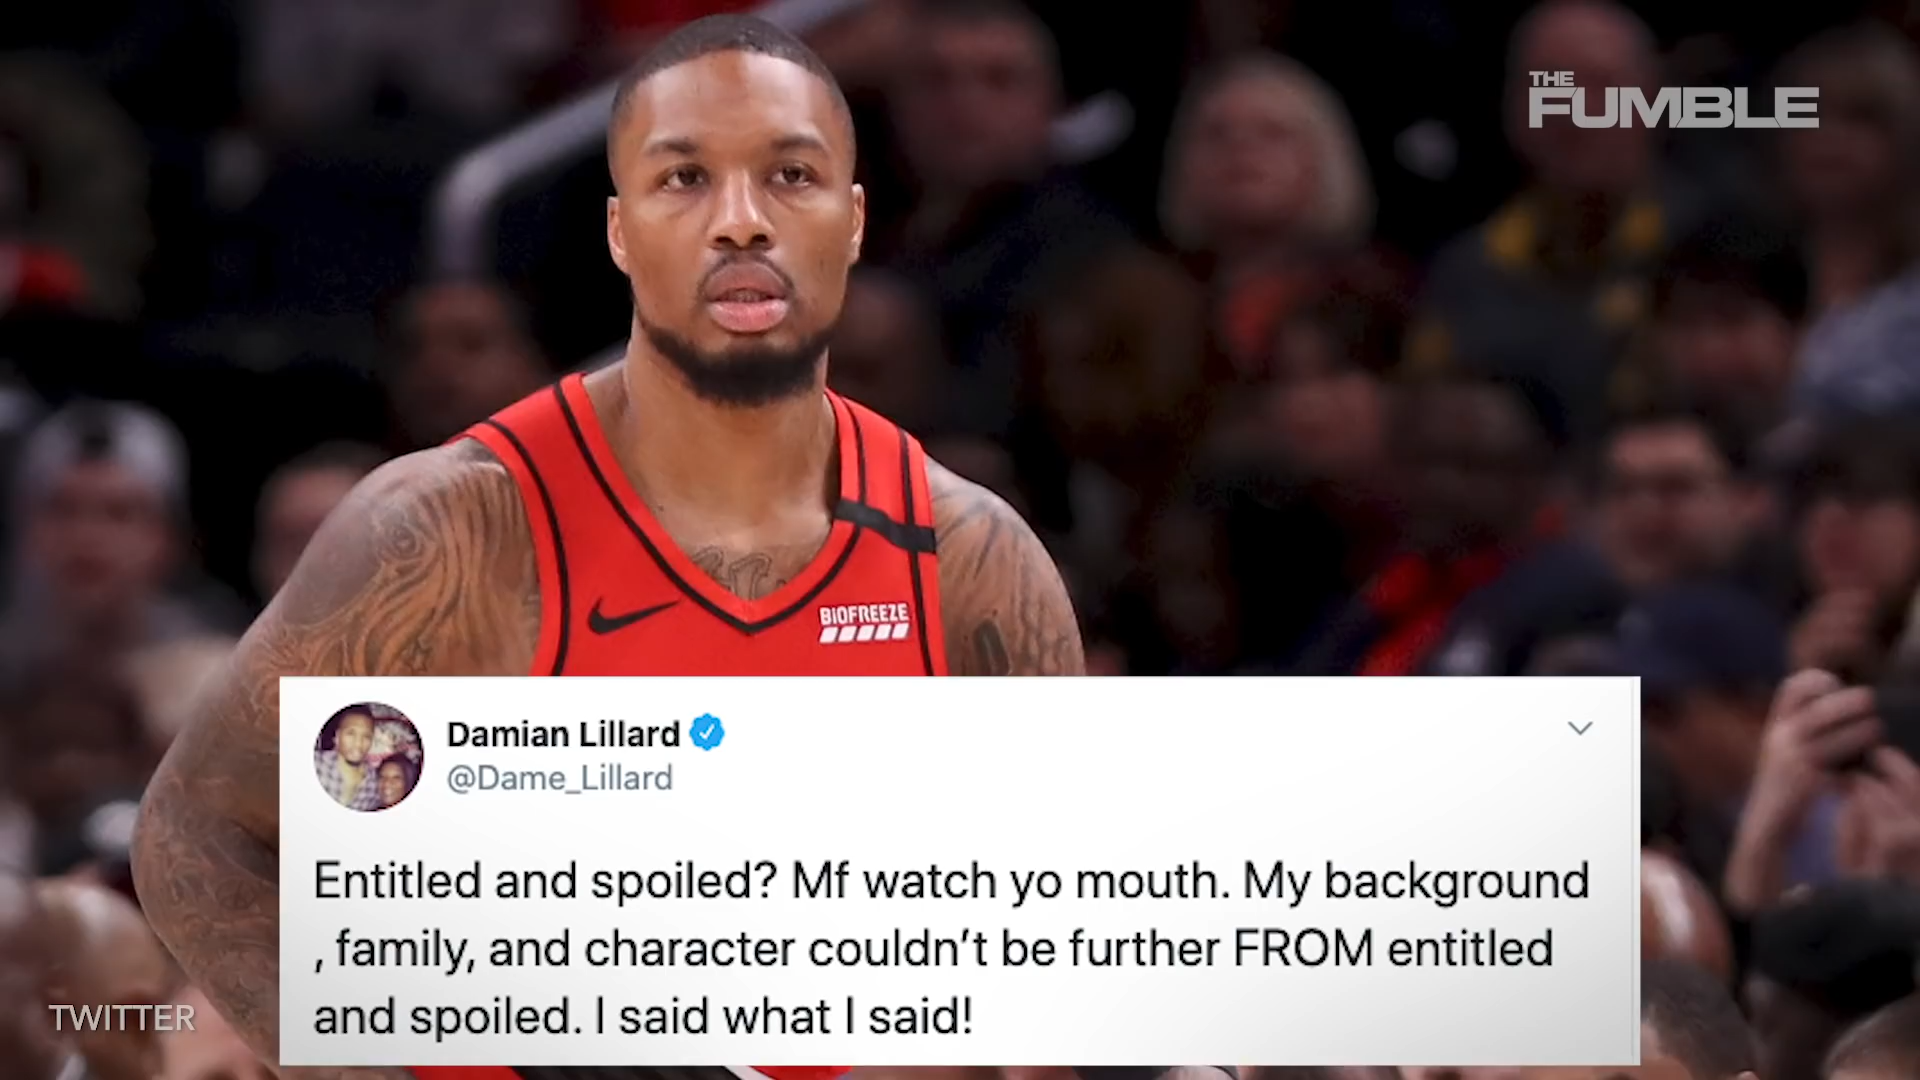 THE
FUMBLE
BIOFREEZE
Damian Lillard
@Dame_Lillard
Entitled and spoiled? Mf watch yo mouth. My background
, family, and character couldn’t be further FROM entitled
and spoiled. I said what I said!
TWITTER